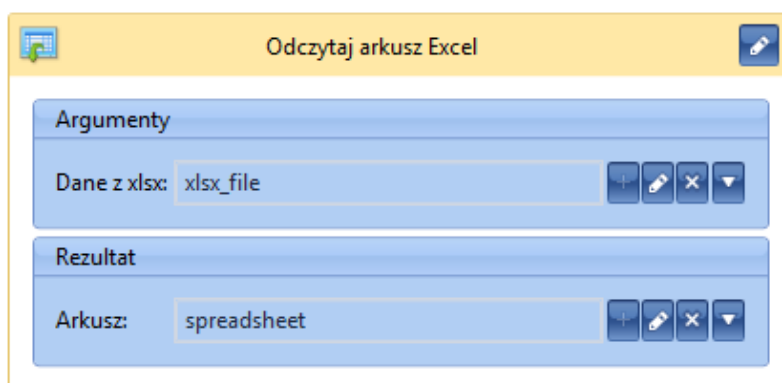 Odczytaj arkusz Excel
Argumenty
Dane z xlsx: xlsx_file
Rezultat
Arkusz: spreadsheet